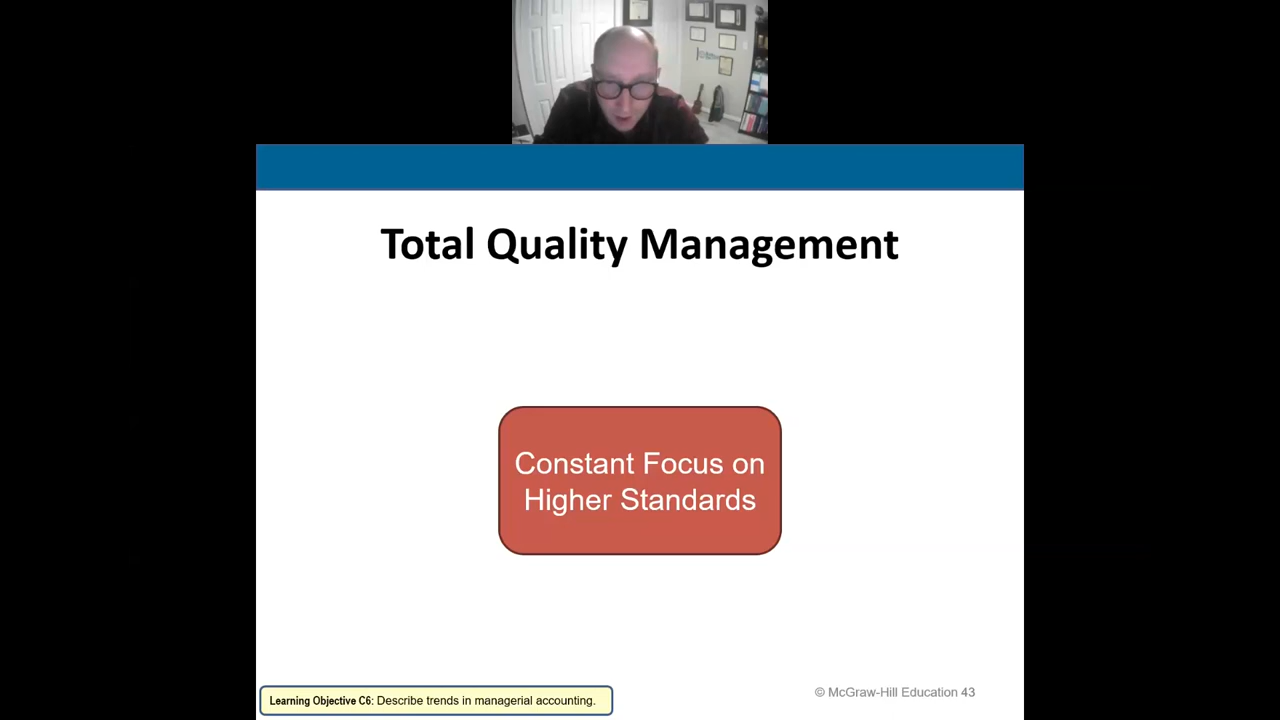 Total Quality Management
Constant Focus on
Higher Standards
Learning Objective C6: Describe trends in managerial accounting.
© McGraw-Hill Education 43